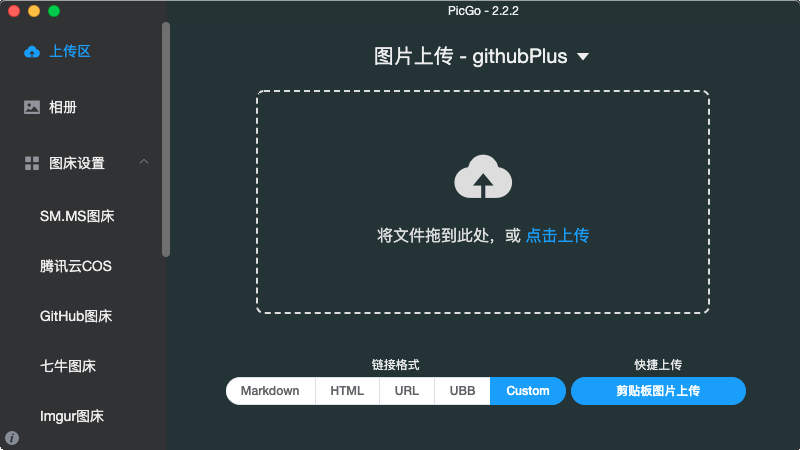 PicGo - 2.2.2
上传区
相册
图床设置
SM.MS图床
腾讯云COS
GitHub图床
七牛图床
Imgur图床
图片上传 - githubPlus
将文件拖到此处，或 点击上传
链接格式
Markdown HTML URL UBB Custom
快捷上传
剪贴板图片上传